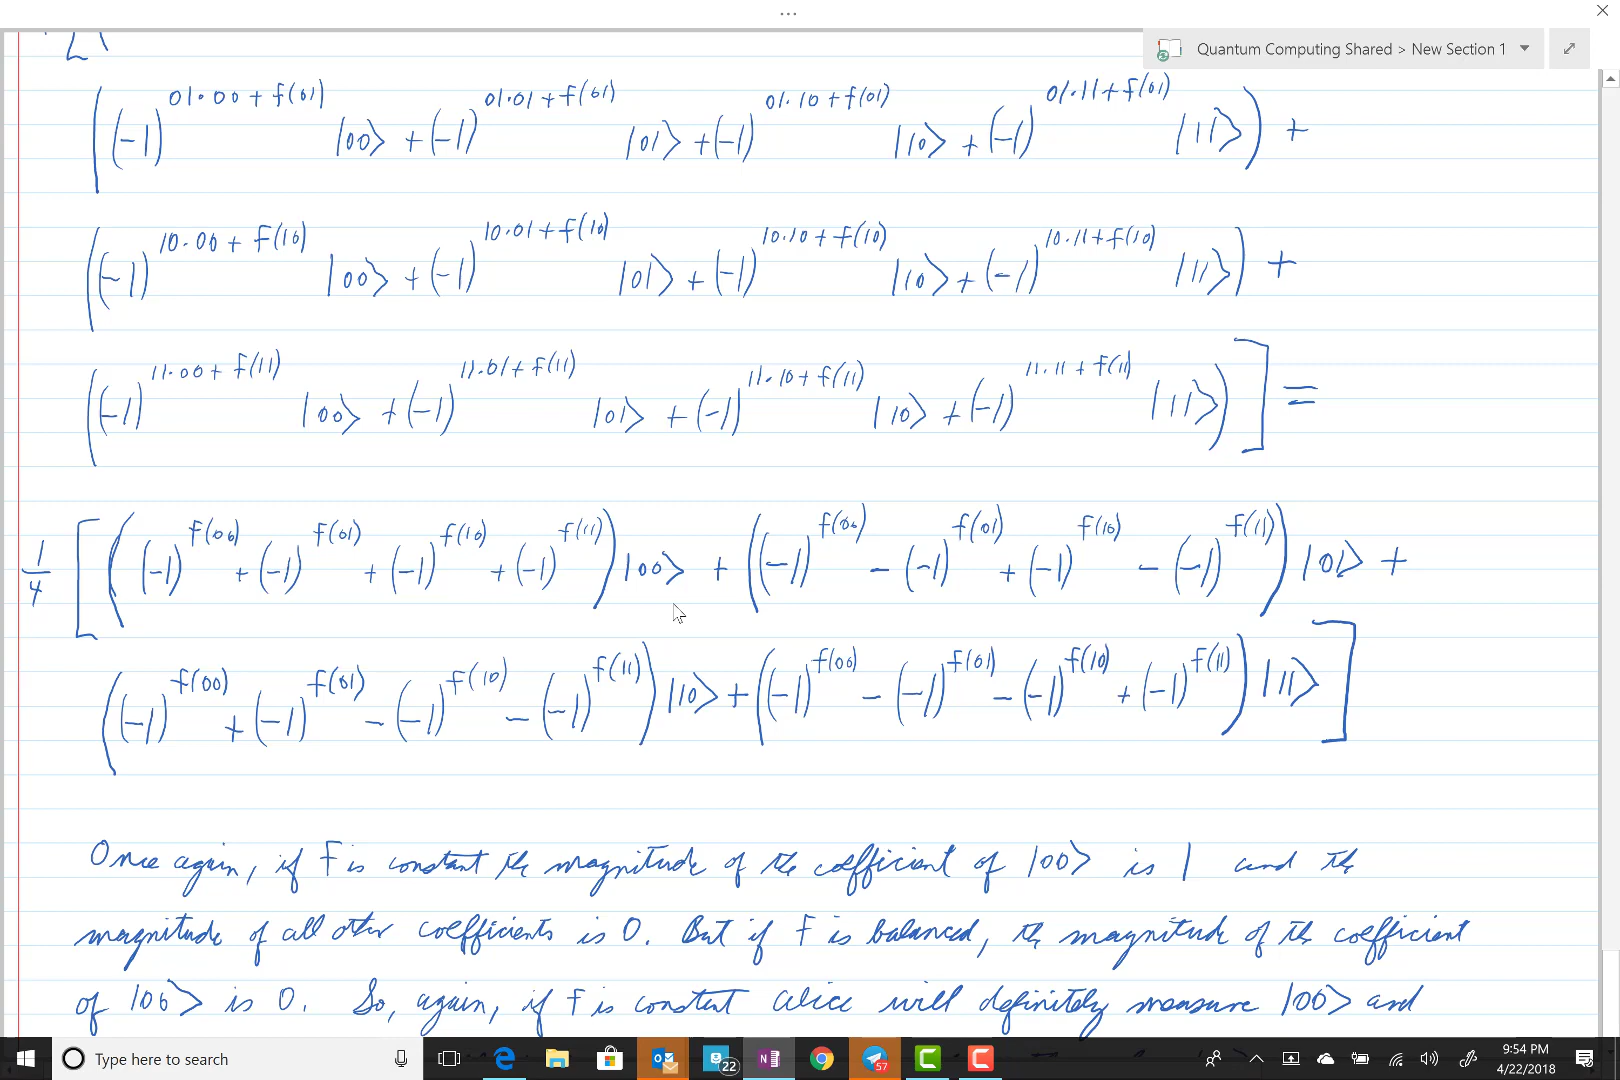 Quantum Computing Shared > New Section 1
((-1)^{01·00+f(01)} |00> + (-1)^{01·01+f(01)} |01> + (-1)^{01·10+f(01)} |10> + (-1)^{01·11+f(01)} |11>) +
((-1)^{10·00+f(10)} |00> + (-1)^{10·01+f(10)} |01> + (-1)^{10·10+f(10)} |10> + (-1)^{10·11+f(10)} |11>) +
((-1)^{11·00+f(11)} |00> + (-1)^{11·01+f(11)} |01> + (-1)^{11·10+f(11)} |10> + (-1)^{11·11+f(11)} |11>)] =
1/4 [((-1)^{f(00)} + (-1)^{f(01)} + (-1)^{f(10)} + (-1)^{f(11)}) |00> + ((-1)^{f(00)} - (-1)^{f(01)} + (-1)^{f(10)} - (-1)^{f(11)}) |01> +
((-1)^{f(00)} + (-1)^{f(01)} - (-1)^{f(10)} - (-1)^{f(11)}) |10> + ((-1)^{f(00)} - (-1)^{f(01)} - (-1)^{f(10)} + (-1)^{f(11)}) |11>]
Once again, if f is constant the magnitude of the coefficient of |00> is 1 and the
magnitude of all other coefficients is 0. But if f is balanced, the magnitude of the coefficient
of |00> is 0. So, again, if f is constant Alice will definitely measure |00> and
Type here to search
22
57
9:54 PM
4/22/2018